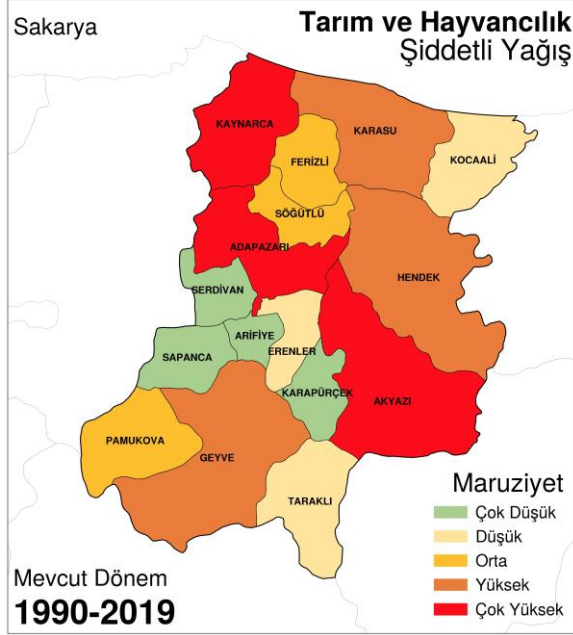 Sakarya
Tarım ve Hayvancılık
Şiddetli Yağış
KAYNARCA
KARASU
KOCAALİ
FERİZLİ
SÖĞÜTLÜ
ADAPAZARI
HENDEK
SERDİVAN
ARİFİYE
ERENLER
SAPANCA
KARAPÜRÇEK
AKYAZI
PAMUKOVA
GEYVE
TARAKLI
Maruziyet
Çok Düşük
Düşük
Orta
Yüksek
Çok Yüksek
Mevcut Dönem
1990-2019